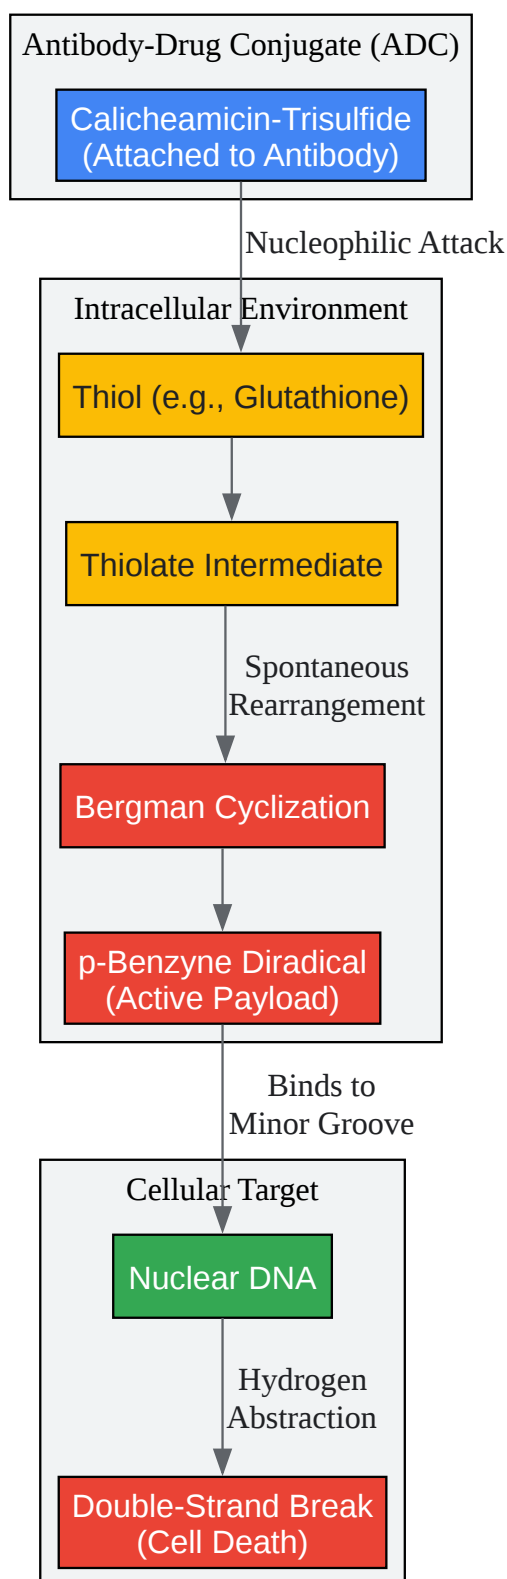 Antibody-Drug Conjugate (ADC)
Calicheamicin-Trisulfide
(Attached to Antibody)
Nucleophilic Attack
Intracellular Environment
Thiol (e.g., Glutathione)
Thiolate Intermediate
Spontaneous
Rearrangement
Bergman Cyclization
p-Benzyne Diradical
(Active Payload)
Binds to
Minor Groove
Cellular Target
Nuclear DNA
Hydrogen
Abstraction
Double-Strand Break
(Cell Death)